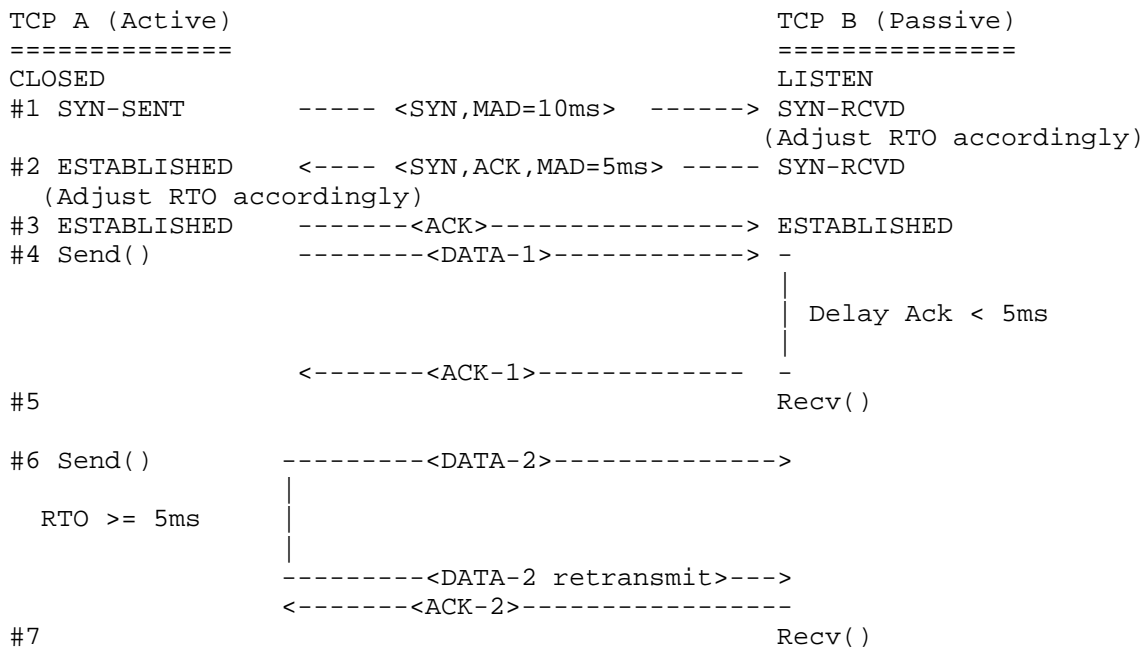 TCP A (Active)                                   TCP B (Passive)
==============                                   ===============
CLOSED                                           LISTEN
#1 SYN-SENT       ----- <SYN,MAD=10ms>  ------> SYN-RCVD
                                               (Adjust RTO accordingly)
#2 ESTABLISHED    <---- <SYN,ACK,MAD=5ms> ----- SYN-RCVD
  (Adjust RTO accordingly)
#3 ESTABLISHED    -------<ACK>----------------> ESTABLISHED
#4 Send()         --------<DATA-1>------------> -
                                                |
                                                | Delay Ack < 5ms
                                                |
                  <-------<ACK-1>-------------  -
#5                                              Recv()
#6 Send()        ---------<DATA-2>-------------->
                 |
  RTO >= 5ms     |
                 |
                 ---------<DATA-2 retransmit>--->
                 <-------<ACK-2>-----------------
#7                                              Recv()